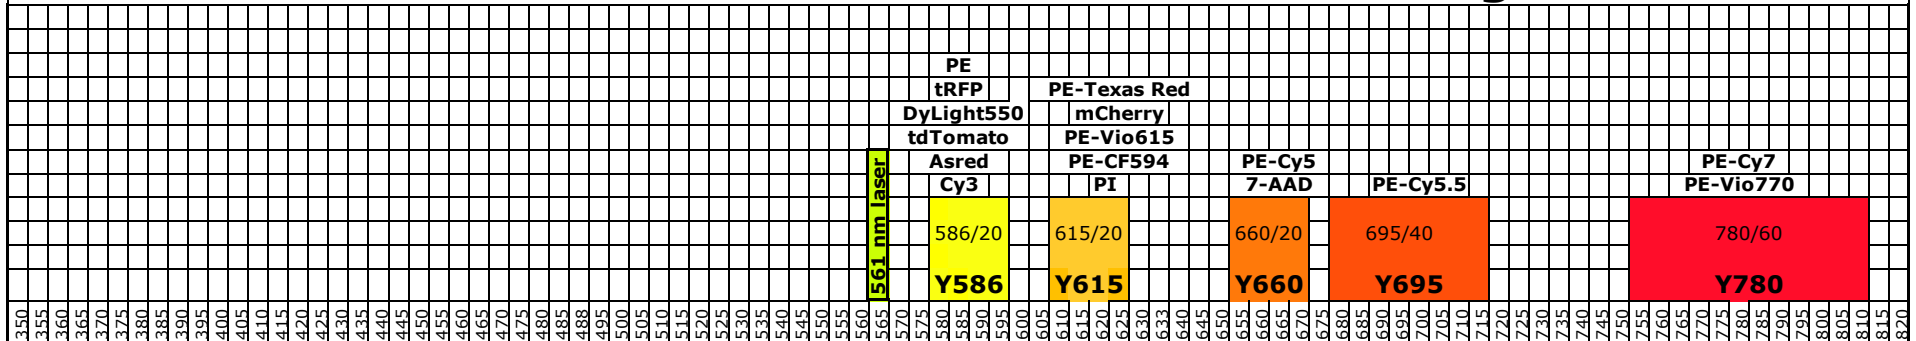 PE
tRFP PE-Texas Red
DyLight550 mCherry
tdTomato PE-Vio615
Asred PE-CF594 PE-Cy5 PE-Cy7
Cy3 PI 7-AAD PE-Cy5.5 PE-Vio770
561 nm laser
586/20 615/20 660/20 695/40 780/60
Y586 Y615 Y660 Y695 Y780
350 355 360 365 370 375 380 385 390 395 400 405 410 415 420 425 430 435 440 445 450 455 460 465 470 475 480 485 488 495 500 505 510 515 520 525 530 535 540 545 550 555 560 565 570 575 580 585 590 595 600 605 610 615 620 625 630 633 640 645 650 655 660 665 670 675 680 685 690 695 700 705 710 715 720 725 730 735 740 745 750 755 760 765 770 775 780 785 790 795 800 805 810 815 820